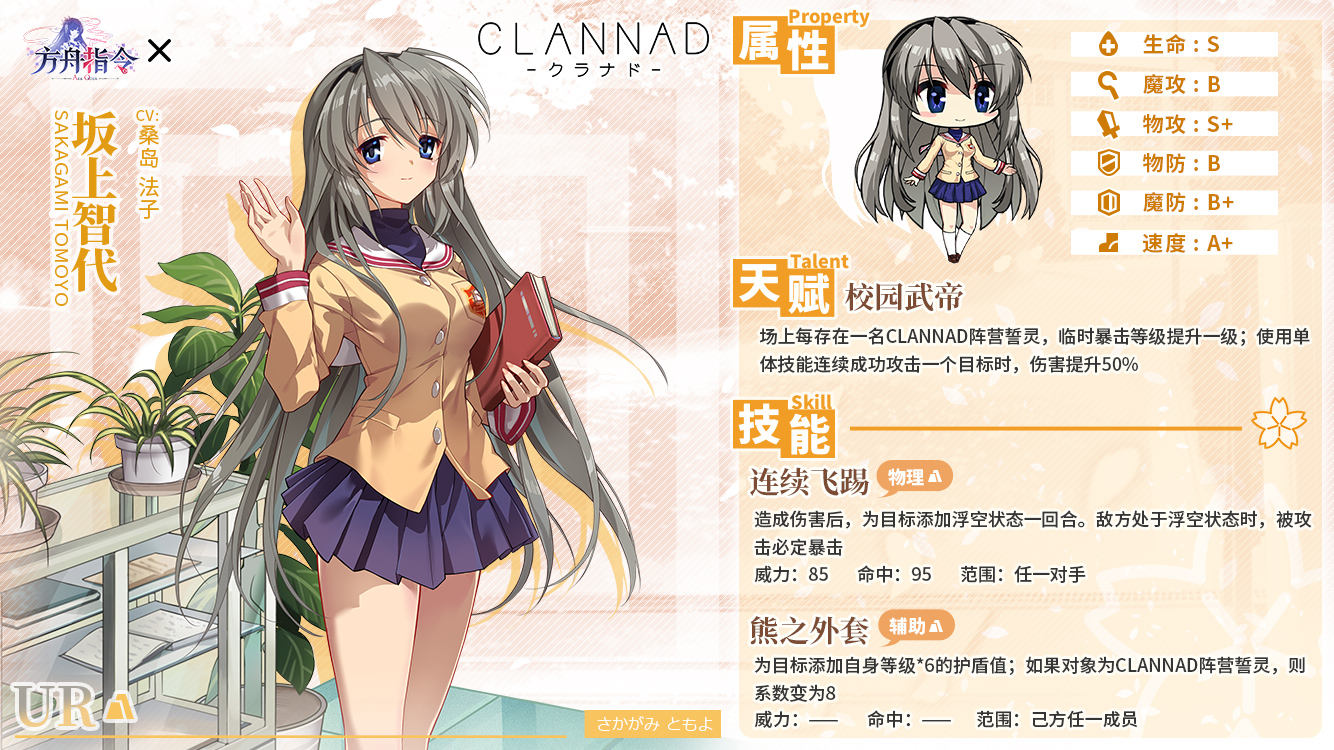 方舟指令
Ark Order
×
CLANNAD
-クラナド-
坂上智代
SAKAGAMI TOMOYO
CV:桑岛 法子
UR
さかがみ ともよ
属性
Property
生命：S
魔攻：B
物攻：S+
物防：B
魔防：B+
速度：A+
天赋
Talent
校园武帝
场上每存在一名CLANNAD阵营誓灵，临时暴击等级提升一级；使用单
体技能连续成功攻击一个目标时，伤害提升50%
技能
Skill
连续飞踢
物理
造成伤害后，为目标添加浮空状态一回合。敌方处于浮空状态时，被攻
击必定暴击
威力：85 命中：95 范围：任一对手
熊之外套
辅助
为目标添加自身等级*6的护盾值；如果对象为CLANNAD阵营誓灵，则
系数变为8
威力：—— 命中：—— 范围：己方任一成员